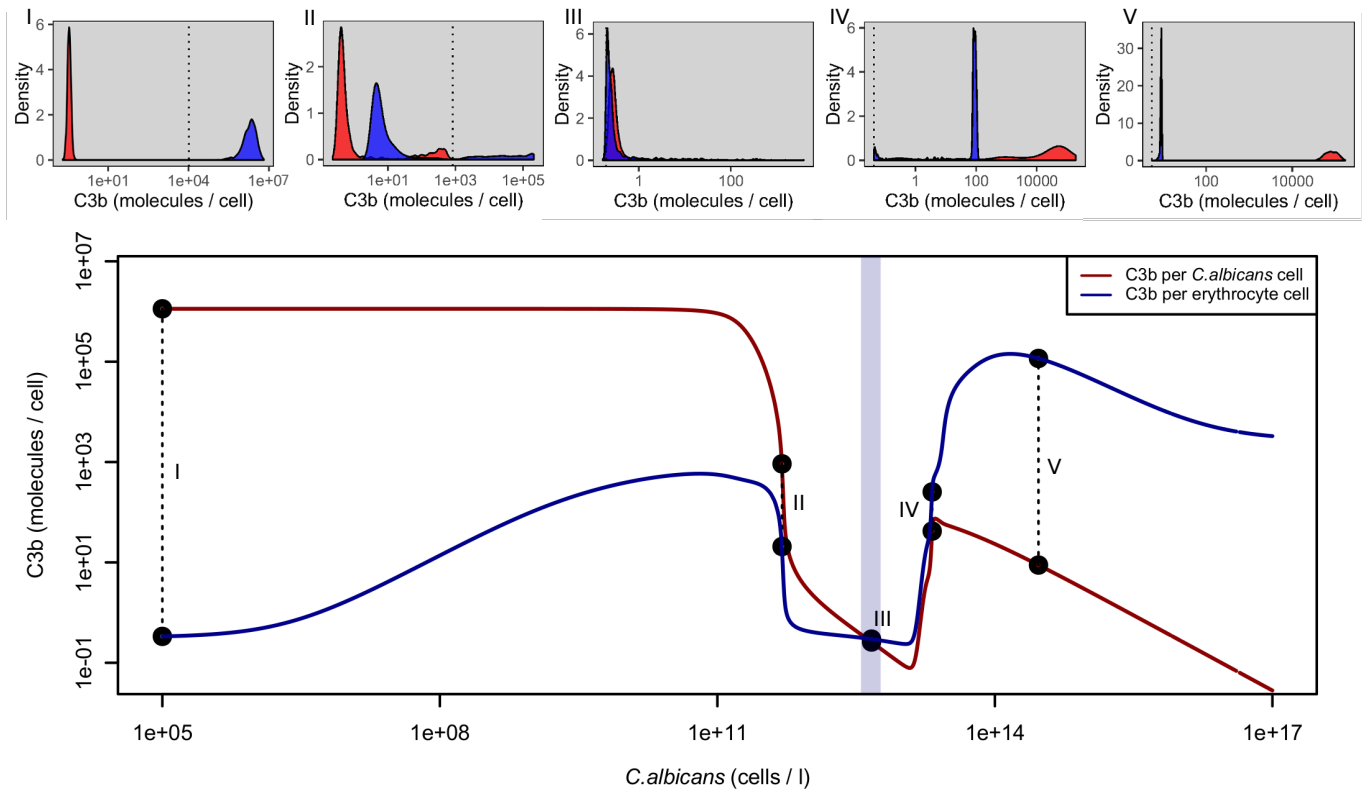 I
II
III
IV
V
Density
6
4
2
0
1e+01
1e+04
1e+07
C3b (molecules / cell)
Density
2
1
0
1e+01
1e+03
1e+05
C3b (molecules / cell)
Density
6
4
2
0
1
100
C3b (molecules / cell)
Density
6
4
2
0
1
100
10000
C3b (molecules / cell)
Density
30
20
10
0
100
10000
C3b (molecules / cell)
C3b (molecules / cell)
1e+07
1e+05
1e+03
1e+01
1e-01
C3b per C.albicans cell
C3b per erythrocyte cell
I
II
III
IV
V
1e+05
1e+08
1e+11
1e+14
1e+17
C.albicans (cells / l)